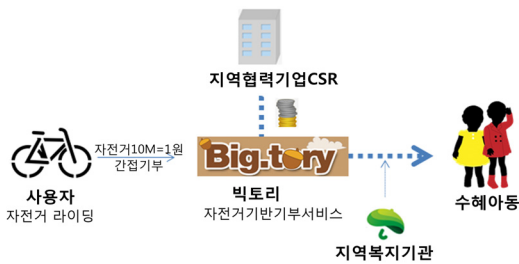 지역협력기업CSR
자전거10M=1원
간접기부
Big.tory
사용자
자전거 라이딩
빅토리
자전거기반기부서비스
수혜아동
지역복지기관